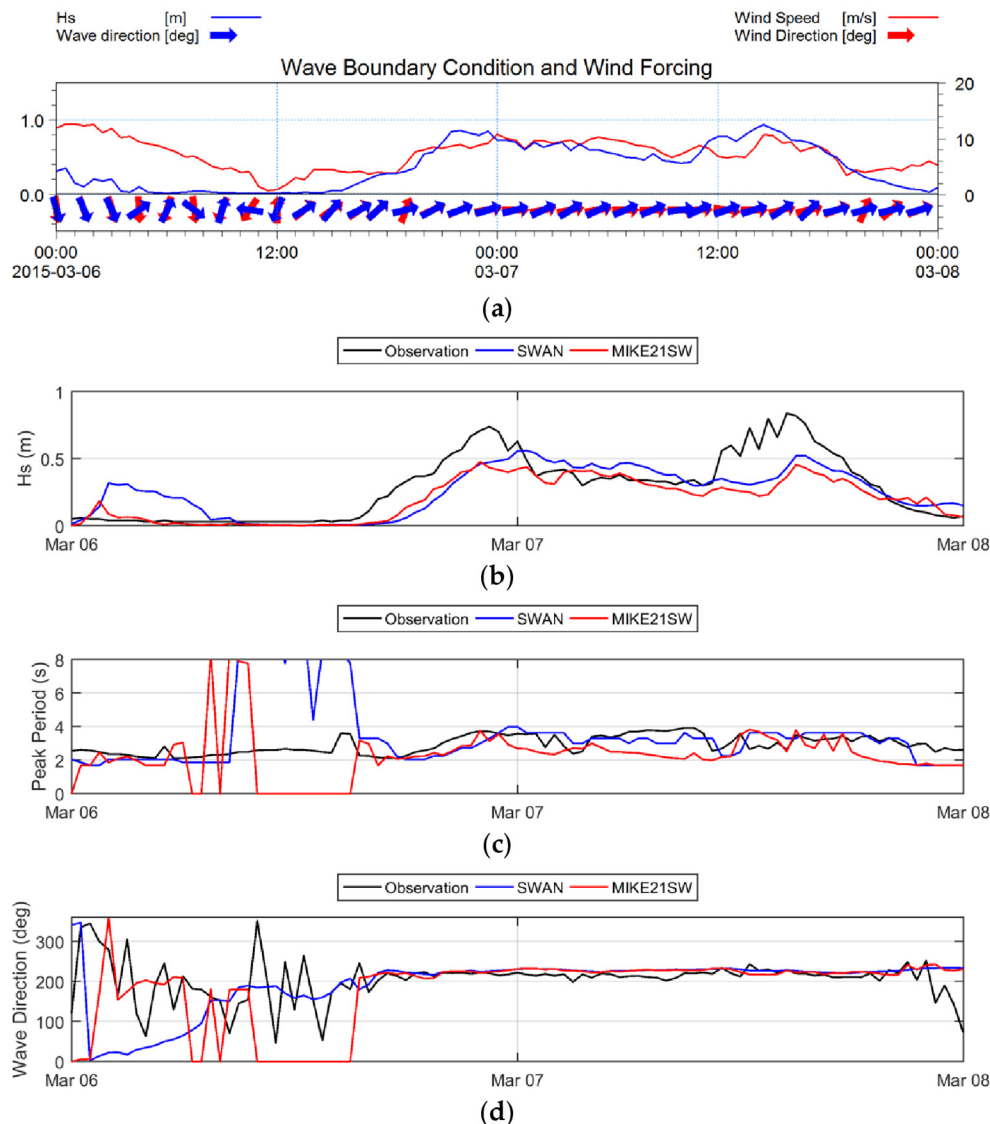 Hs [m]
Wave direction [deg]
Wind Speed [m/s]
Wind Direction [deg]
Wave Boundary Condition and Wind Forcing
1.0
0.0
20
10
0
00:00 12:00 00:00 12:00 00:00
2015-03-06 03-07 03-08
(a)
Observation SWAN MIKE21SW
Hs (m)
1
0.5
0
Mar 06 Mar 07 Mar 08
(b)
Observation SWAN MIKE21SW
Peak Period (s)
8
6
4
2
0
Mar 06 Mar 07 Mar 08
(c)
Observation SWAN MIKE21SW
Wave Direction (deg)
300
200
100
0
Mar 06 Mar 07 Mar 08
(d)